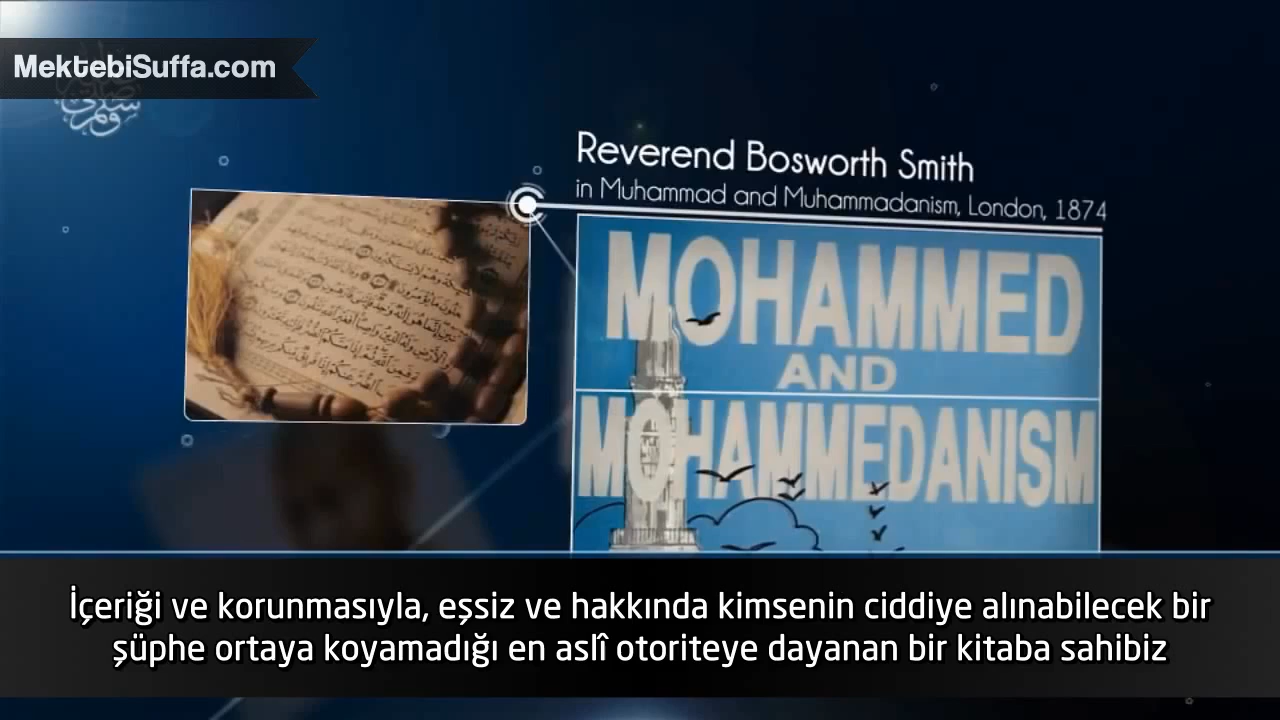 MektebiSuffa.com
Reverend Bosworth Smith
in Muhammad and Muhammadanism, London, 1874
MOHAMMED
AND
MOHAMMEDANISM
İçeriği ve korunmasıyla, eşsiz ve hakkında kimsenin ciddiye alınabilecek bir
şüphe ortaya koyamadığı en aslî otoriteye dayanan bir kitaba sahibiz